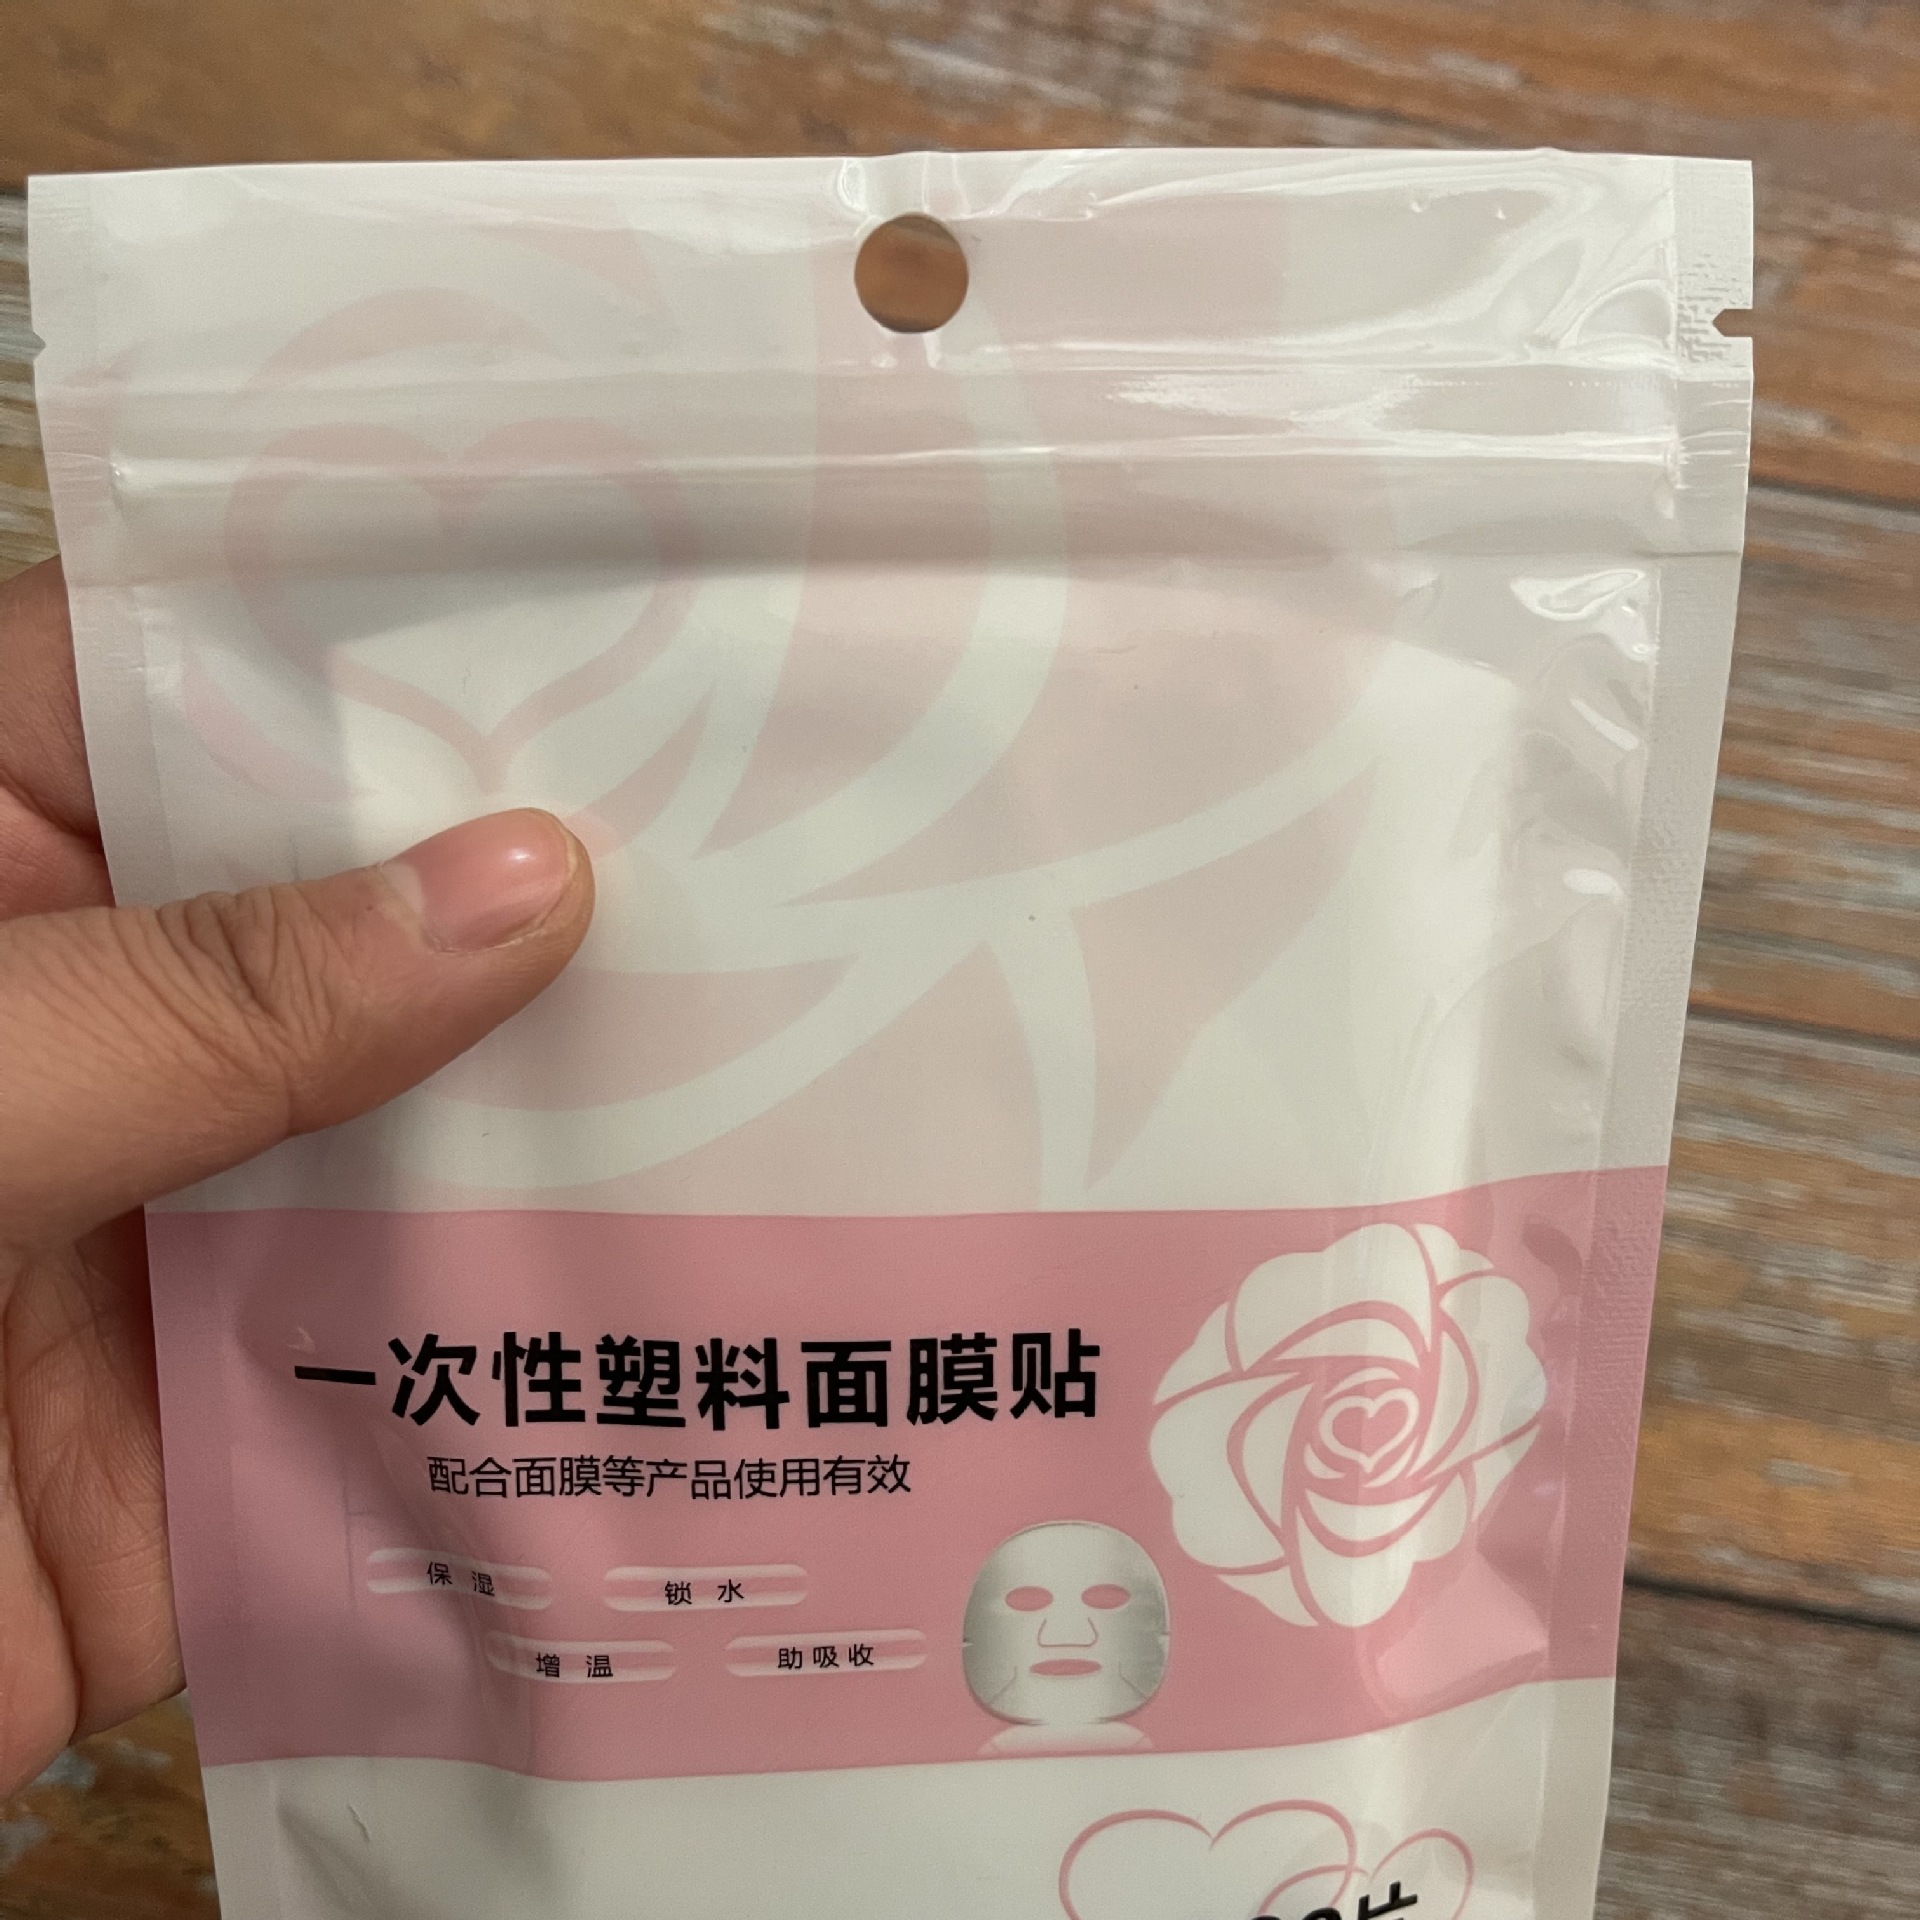 一次性塑料面膜贴
配合面膜等产品使用有效
保湿
锁水
增温
助吸收
片